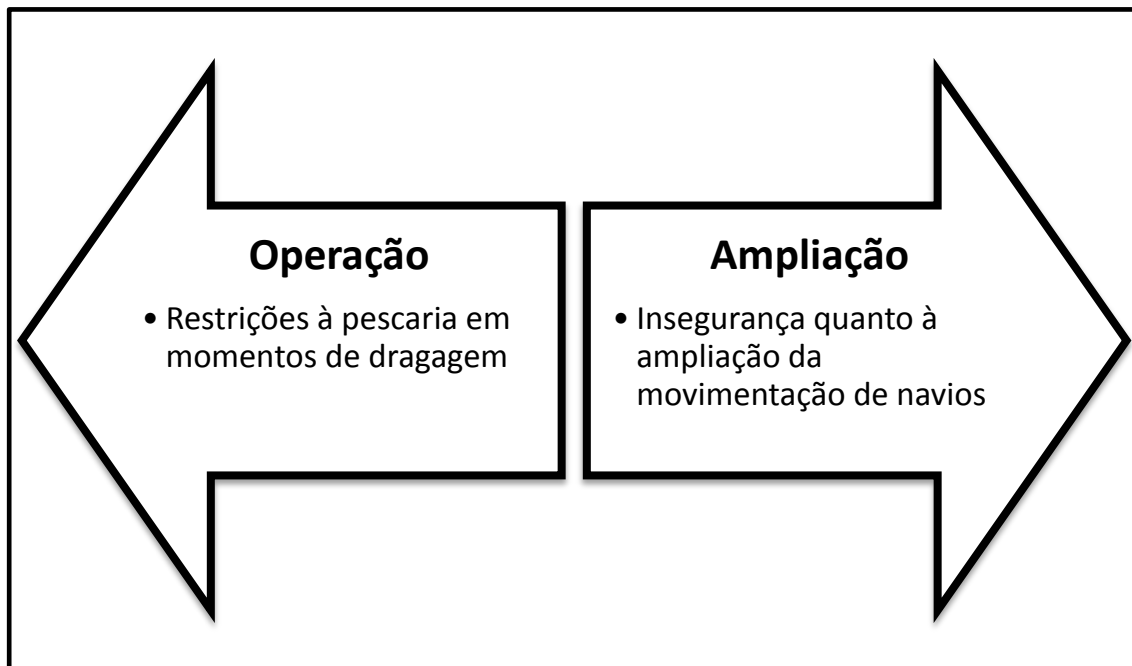 Operação
• Restrições à pescaria em
momentos de dragagem
Ampliação
• Insegurança quanto à
ampliação da
movimentação de navios